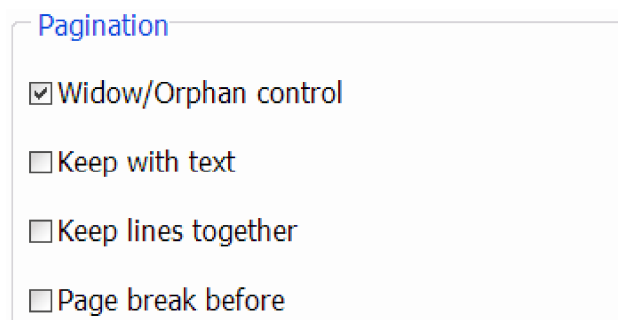 Pagination
Widow/Orphan control
Keep with text
Keep lines together
Page break before